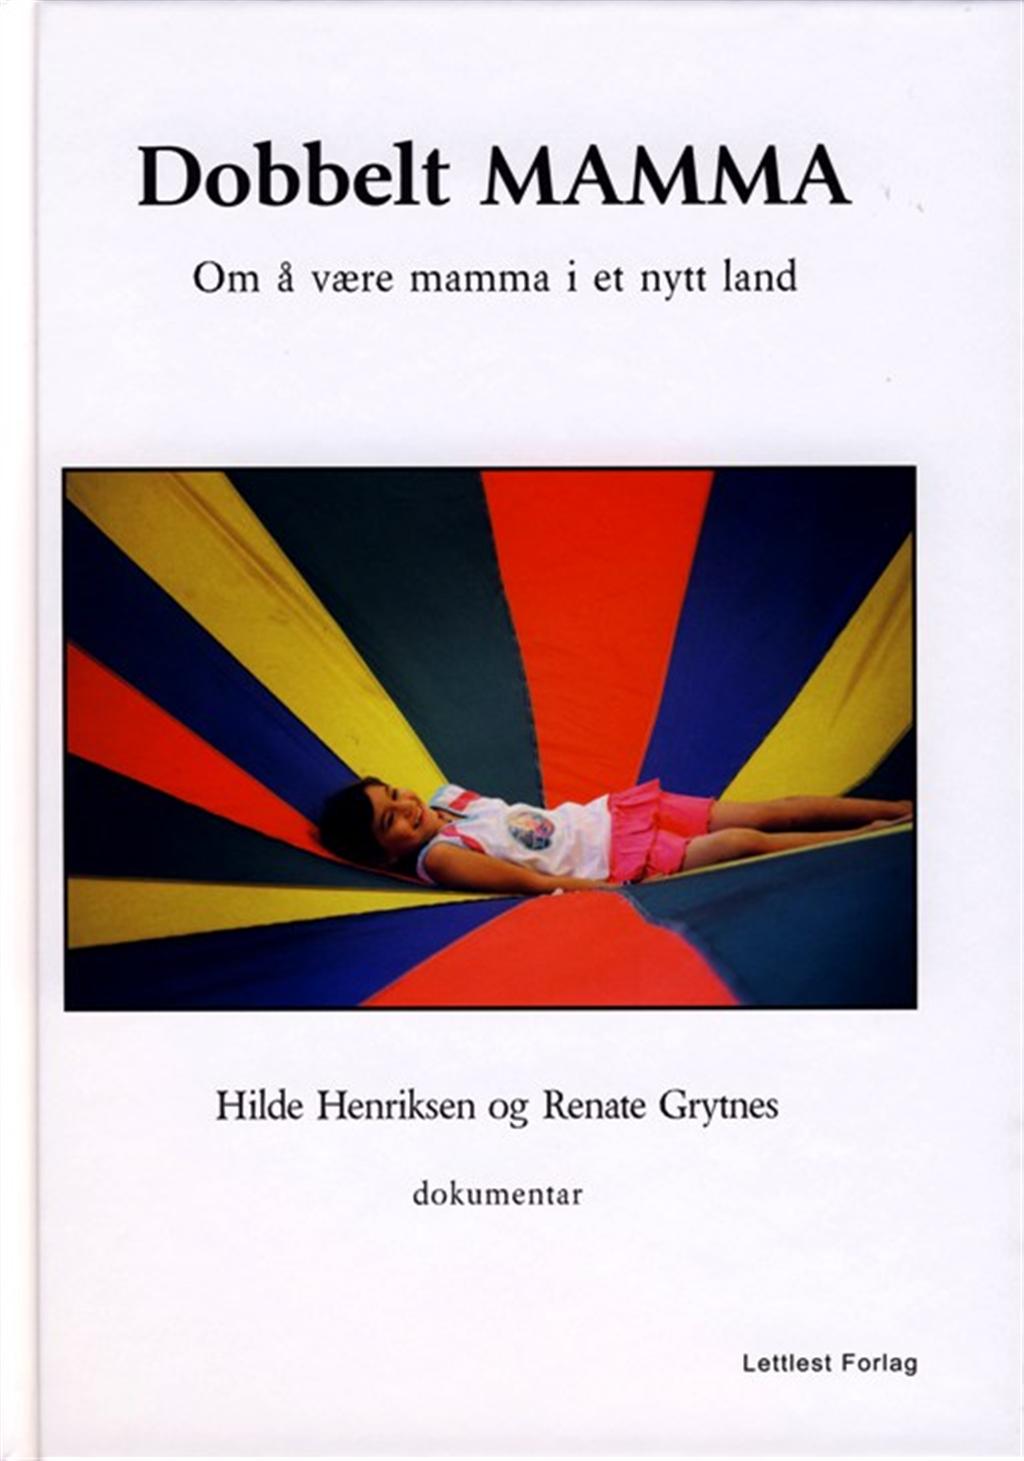 Dobbelt MAMMA
Om å være mamma i et nytt land
Hilde Henriksen og Renate Grytnes
dokumentar
Lettlest Forlag